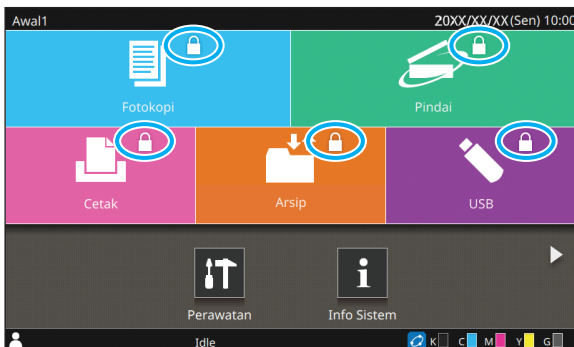 Awal1 20XX/XX/XX(Sen) 10:00
Fotokopi Pindai
Cetak Arsip USB
Perawatan Info Sistem
Idle K C M Y G